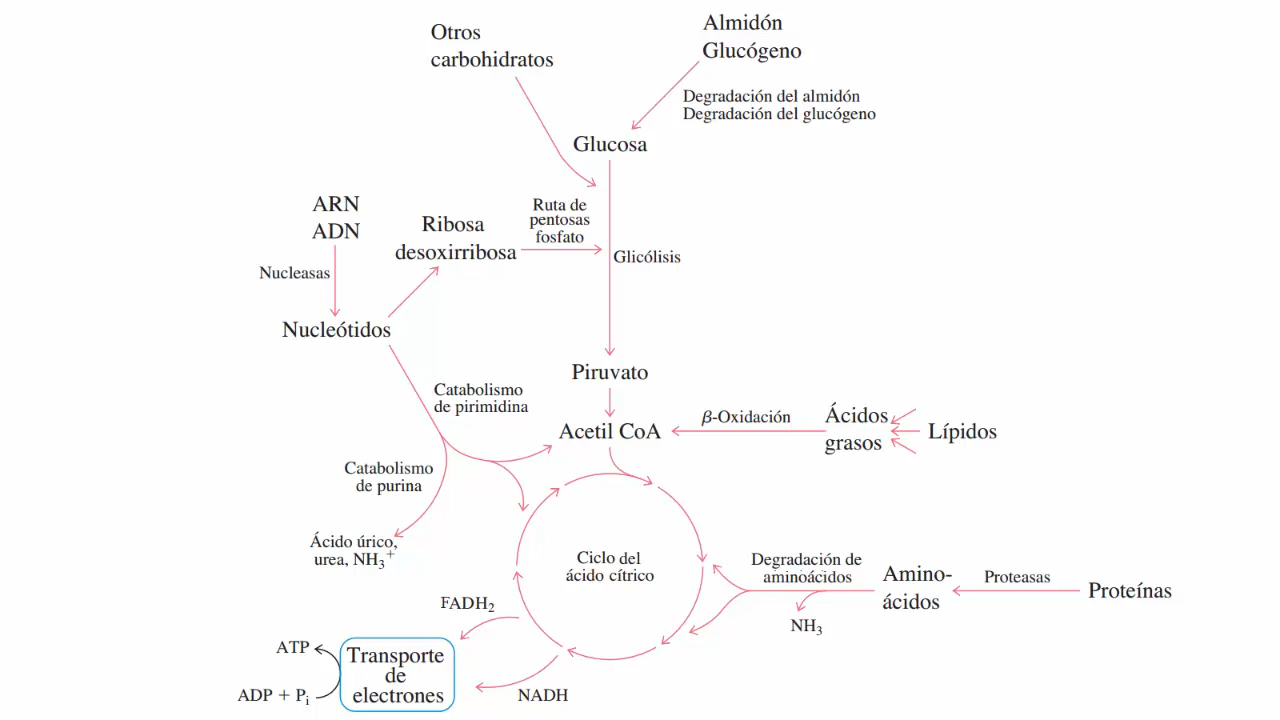 Otros
carbohidratos
Almidón
Glucógeno
Degradación del almidón
Degradación del glucógeno
Glucosa
ARN
ADN
Ribosa
desoxirribosa
Ruta de
pentosas
fosfato
Glicólisis
Nucleasas
Nucleótidos
Piruvato
Catabolismo
de pirimidina
Acetil CoA
β-Oxidación
Ácidos
grasos
Lípidos
Catabolismo
de purina
Ácido úrico,
urea, NH₃⁺
Ciclo del
ácido cítrico
Degradación de
aminoácidos
Amino-
ácidos
Proteasas
Proteínas
NH₃
FADH₂
ATP
Transporte
de
electrones
ADP + Pᵢ
NADH